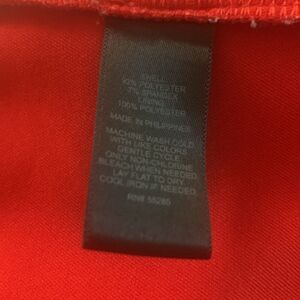 SHELL:
93% POLYESTER
7% SPANDEX
LINING:
100% POLYESTER
MADE IN PHILIPPINES
MACHINE WASH COLD
WITH LIKE COLORS
GENTLE CYCLE.
ONLY NON-CHLORINE
BLEACH WHEN NEEDED.
LAY FLAT TO DRY.
COOL IRON IF NEEDED.
RN# 55285